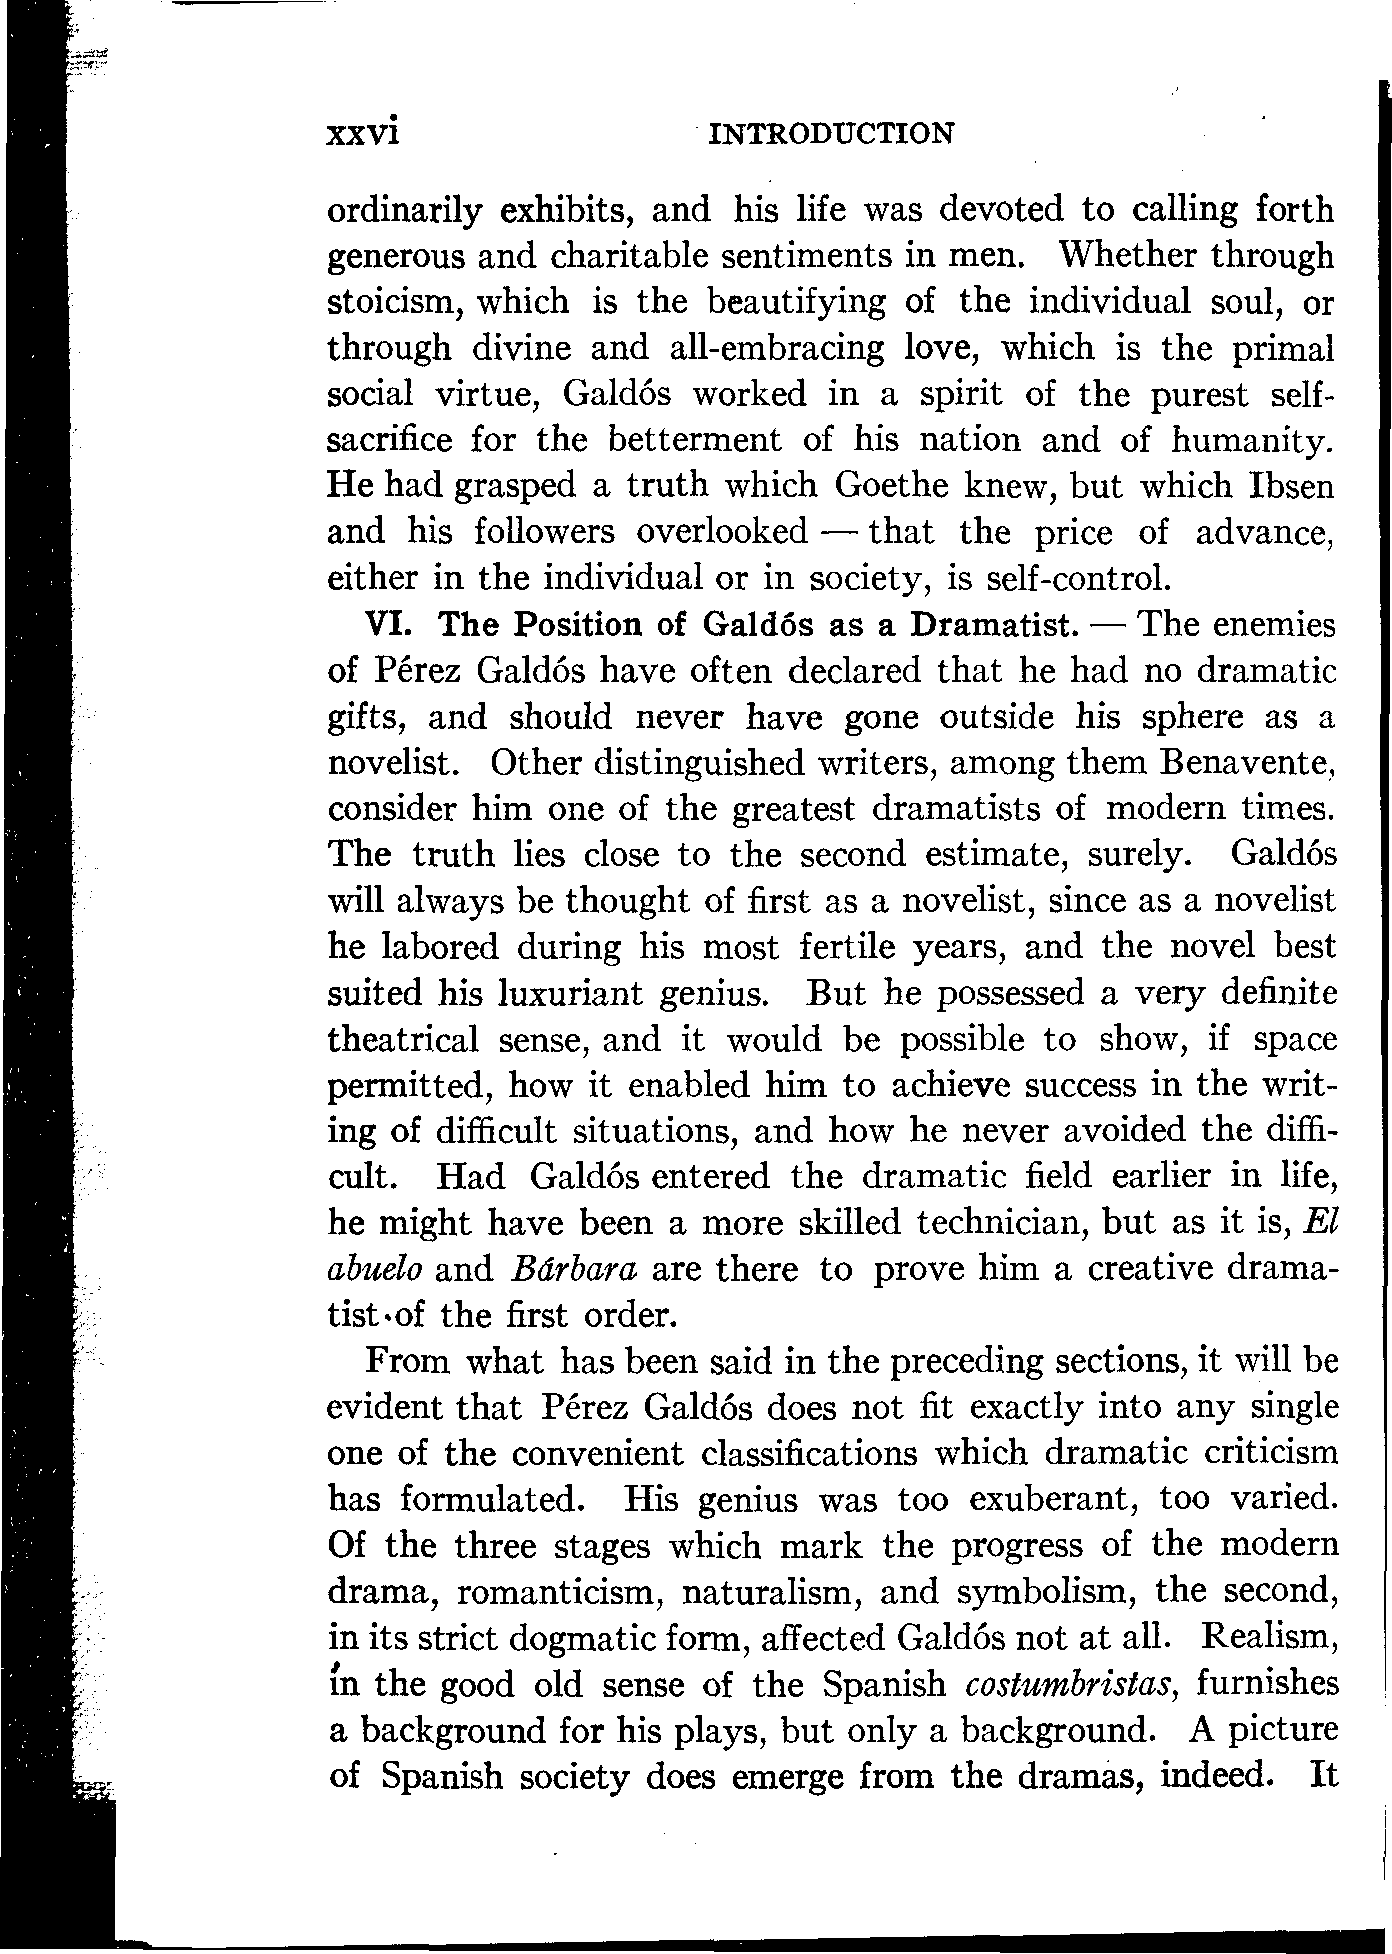 xxvi INTRODUCTION
ordinarily exhibits, and his life was devoted to calling forth
generous and charitable sentiments in men. Whether through
stoicism, which is the beautifying of the individual soul, or
through divine and all-embracing love, which is the primal
social virtue, Galdós worked in a spirit of the purest self-
sacrifice for the betterment of his nation and of humanity.
He had grasped a truth which Goethe knew, but which Ibsen
and his followers overlooked — that the price of advance,
either in the individual or in society, is self-control.
VI. The Position of Galdós as a Dramatist. — The enemies
of Pérez Galdós have often declared that he had no dramatic
gifts, and should never have gone outside his sphere as a
novelist. Other distinguished writers, among them Benavente,
consider him one of the greatest dramatists of modern times.
The truth lies close to the second estimate, surely. Galdós
will always be thought of first as a novelist, since as a novelist
he labored during his most fertile years, and the novel best
suited his luxuriant genius. But he possessed a very definite
theatrical sense, and it would be possible to show, if space
permitted, how it enabled him to achieve success in the writ-
ing of difficult situations, and how he never avoided the diffi-
cult. Had Galdós entered the dramatic field earlier in life,
he might have been a more skilled technician, but as it is, El
abuelo and Bárbara are there to prove him a creative drama-
tist of the first order.
From what has been said in the preceding sections, it will be
evident that Pérez Galdós does not fit exactly into any single
one of the convenient classifications which dramatic criticism
has formulated. His genius was too exuberant, too varied.
Of the three stages which mark the progress of the modern
drama, romanticism, naturalism, and symbolism, the second,
in its strict dogmatic form, affected Galdós not at all. Realism,
in the good old sense of the Spanish costumbristas, furnishes
a background for his plays, but only a background. A picture
of Spanish society does emerge from the dramas, indeed. It